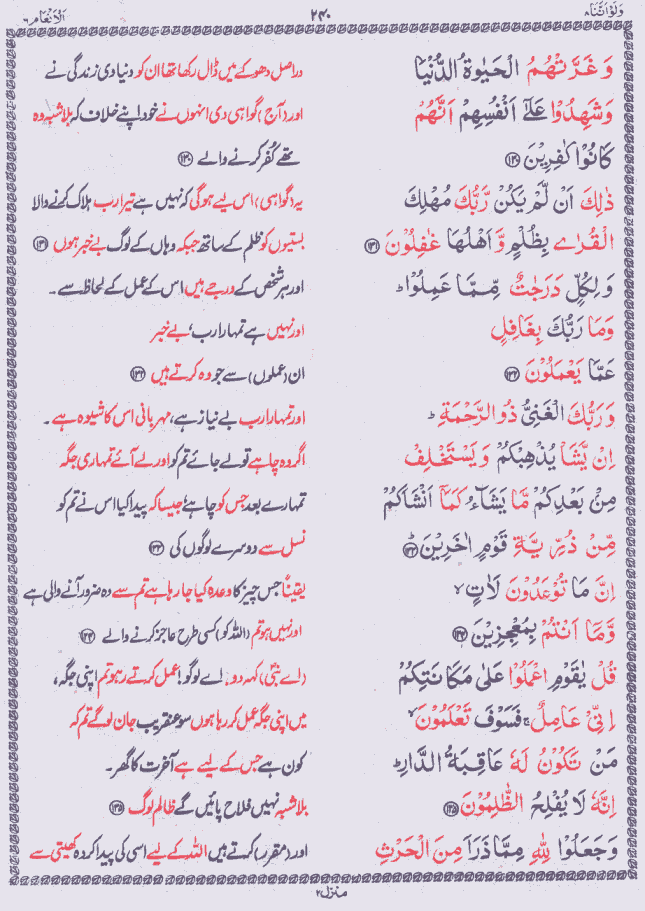 وَلَوْ اَنَّنَا ٨ ٢٣٠ اَلْاَنْعَام ٦
وَغَرَّتْهُمُ الْحَيٰوةُ الدُّنْيَا دراصل دھوکے میں ڈال رکھا تھا ان کو دنیاوی زندگی نے
وَشَهِدُوْا عَلٰٓى اَنْفُسِهِمْ اَنَّهُمْ اور (آج) گواہی دی انہوں نے خود اپنے خلاف کہ بلاشبہ وہ
كَانُوْا كٰفِرِيْنَ ﴿١٣٠﴾ تھے کفر کرنے والے ﴿١٣٠﴾
ذٰلِكَ اَنْ لَّمْ يَكُنْ رَّبُّكَ مُهْلِكَ یہ (گواہی) اس لیے ہوگی کہ نہیں ہے تیرا رب ہلاک کرنے والا
الْقُرٰى بِظُلْمٍ وَّاَهْلُهَا غٰفِلُوْنَ ﴿١٣١﴾ بستیوں کو ظلم کے ساتھ جبکہ وہاں کے لوگ بے خبر ہوں ﴿١٣١﴾
وَلِكُلٍّ دَرَجٰتٌ مِّمَّا عَمِلُوْا ؕ اور ہر شخص کے درجے ہیں اس کے عمل کے لحاظ سے۔
وَمَا رَبُّكَ بِغَافِلٍ اور نہیں ہے تمہارا رب، بے خبر
عَمَّا يَعْمَلُوْنَ ﴿١٣٢﴾ ان (عملوں) سے جو وہ کرتے ہیں ﴿١٣٢﴾
وَرَبُّكَ الْغَنِىُّ ذُو الرَّحْمَةِ ؕ اور تمہارا رب بے نیاز ہے، مہربانی اس کا شیوہ ہے۔
اِنْ يَّشَاْ يُذْهِبْكُمْ وَيَسْتَخْلِفْ اگر وہ چاہے تو لے جائے تم کو اور لے آئے تمہاری جگہ
مِنْۢ بَعْدِكُمْ مَّا يَشَآءُ كَمَآ اَنْشَاَكُمْ تمہارے بعد جس کو چاہے، جیسا کہ پیدا کیا اس نے تم کو
مِّنْ ذُرِّيَّةِ قَوْمٍ اٰخَرِيْنَ ﴿١٣٣﴾ نسل سے دوسرے لوگوں کی ﴿١٣٣﴾
اِنَّ مَا تُوْعَدُوْنَ لَاٰتٍ ۙ یقیناً جس چیز کا وعدہ کیا جا رہا ہے تم سے وہ ضرور آنے والی ہے
وَّمَآ اَنْتُمْ بِمُعْجِزِيْنَ ﴿١٣٤﴾ اور نہیں ہو تم (اللہ کو) کسی طرح عاجز کرنے والے ﴿١٣٤﴾
قُلْ يٰقَوْمِ اعْمَلُوْا عَلٰى مَكَانَتِكُمْ (اے نبیؐ) کہہ دو، اے لوگو! عمل کرتے رہو تم اپنی جگہ،
اِنِّىْ عَامِلٌ ۚ فَسَوْفَ تَعْلَمُوْنَ ۙ میں اپنی جگہ عمل کر رہا ہوں سو عنقریب جان لو گے تم کہ
مَنْ تَكُوْنُ لَهٗ عَاقِبَةُ الدَّارِ ؕ کون ہے جس کے لیے ہے آخرت کا گھر۔
اِنَّهٗ لَا يُفْلِحُ الظّٰلِمُوْنَ ﴿١٣٥﴾ بلاشبہ نہیں فلاح پائیں گے ظالم لوگ ﴿١٣٥﴾
وَجَعَلُوْا لِلّٰهِ مِمَّا ذَرَاَ مِنَ الْحَرْثِ اور (مقرر) کرتے ہیں اللہ کے لیے اسی کی پیدا کردہ کھیتی سے
منزل ٢